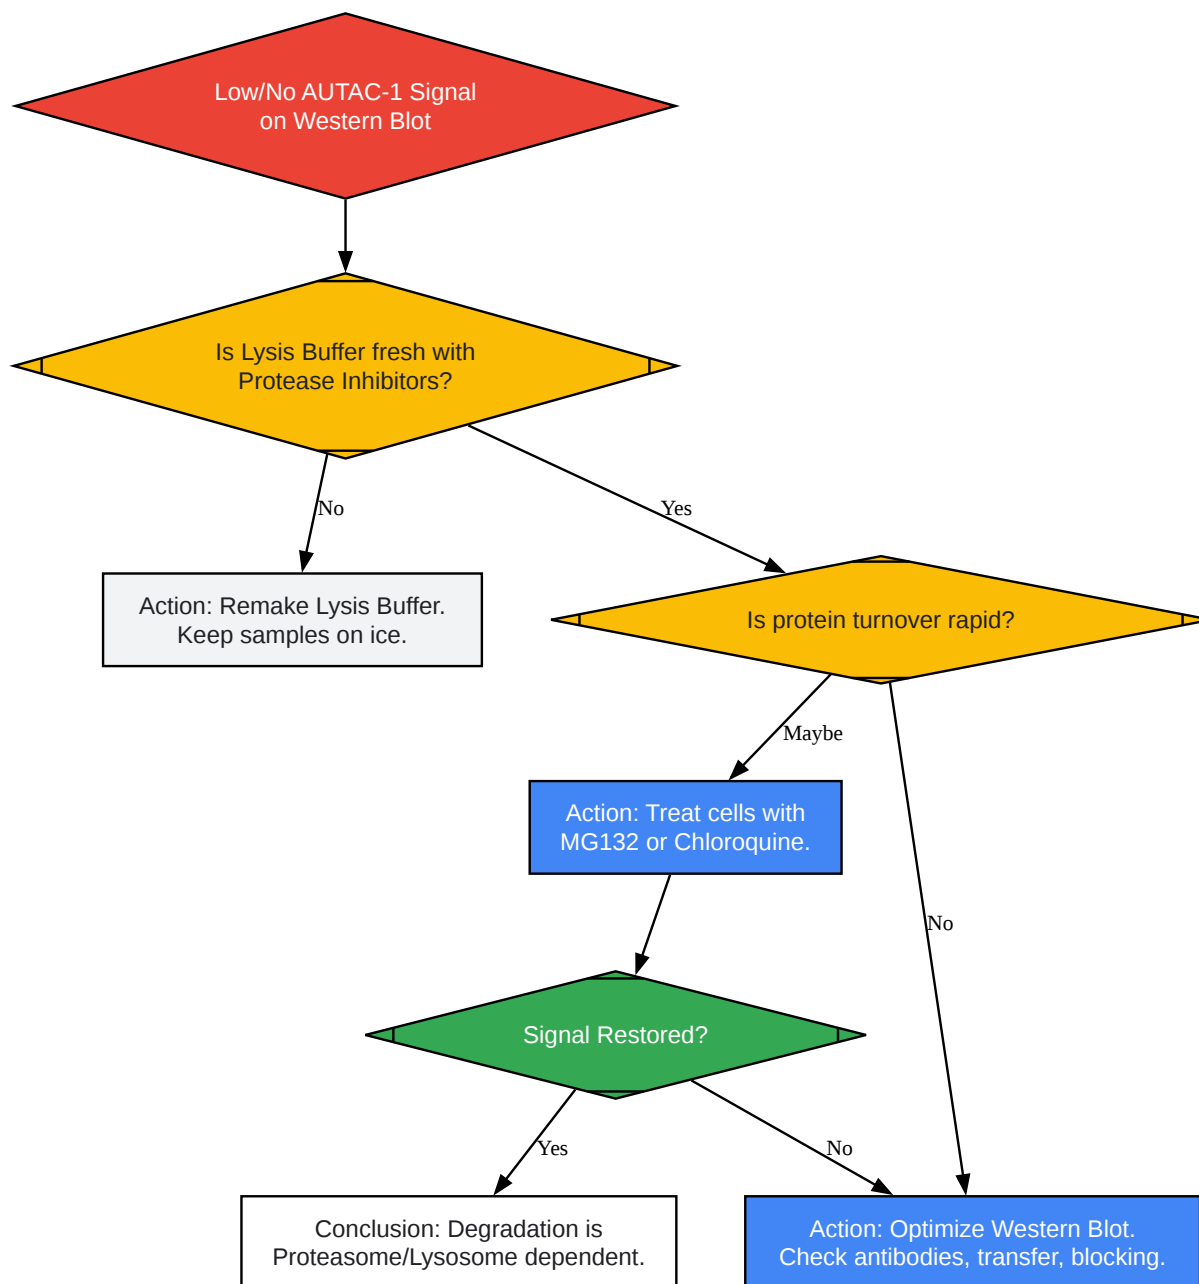 Low/No AUTAC-1 Signal
on Western Blot
Is Lysis Buffer fresh with
Protease Inhibitors?
No
Yes
Action: Remake Lysis Buffer.
Keep samples on ice.
Is protein turnover rapid?
Maybe
Action: Treat cells with
MG132 or Chloroquine.
No
Signal Restored?
Yes
No
Conclusion: Degradation is
Proteasome/Lysosome dependent.
Action: Optimize Western Blot.
Check antibodies, transfer, blocking.